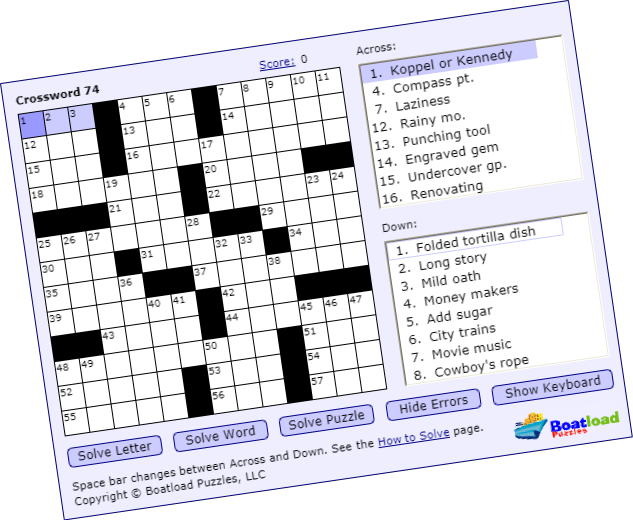 Crossword 74
Score: 0
1 2 3 4 5 6 7 8 9 10 11
12 13 14
15 16 17
18 19 20
21 22 23 24
25 26 27 28 29
30 31 32 33 34
35 36 37 38
39 40 41 42
43 44 45 46 47
48 49 50 51
52 53 54
55 56 57
Across:
1. Koppel or Kennedy
4. Compass pt.
7. Laziness
12. Rainy mo.
13. Punching tool
14. Engraved gem
15. Undercover gp.
16. Renovating
Down:
1. Folded tortilla dish
2. Long story
3. Mild oath
4. Money makers
5. Add sugar
6. City trains
7. Movie music
8. Cowboy's rope
Solve Letter
Solve Word
Solve Puzzle
Hide Errors
Show Keyboard
Space bar changes between Across and Down. See the How to Solve page.
Copyright © Boatload Puzzles, LLC
Boatload
Puzzles